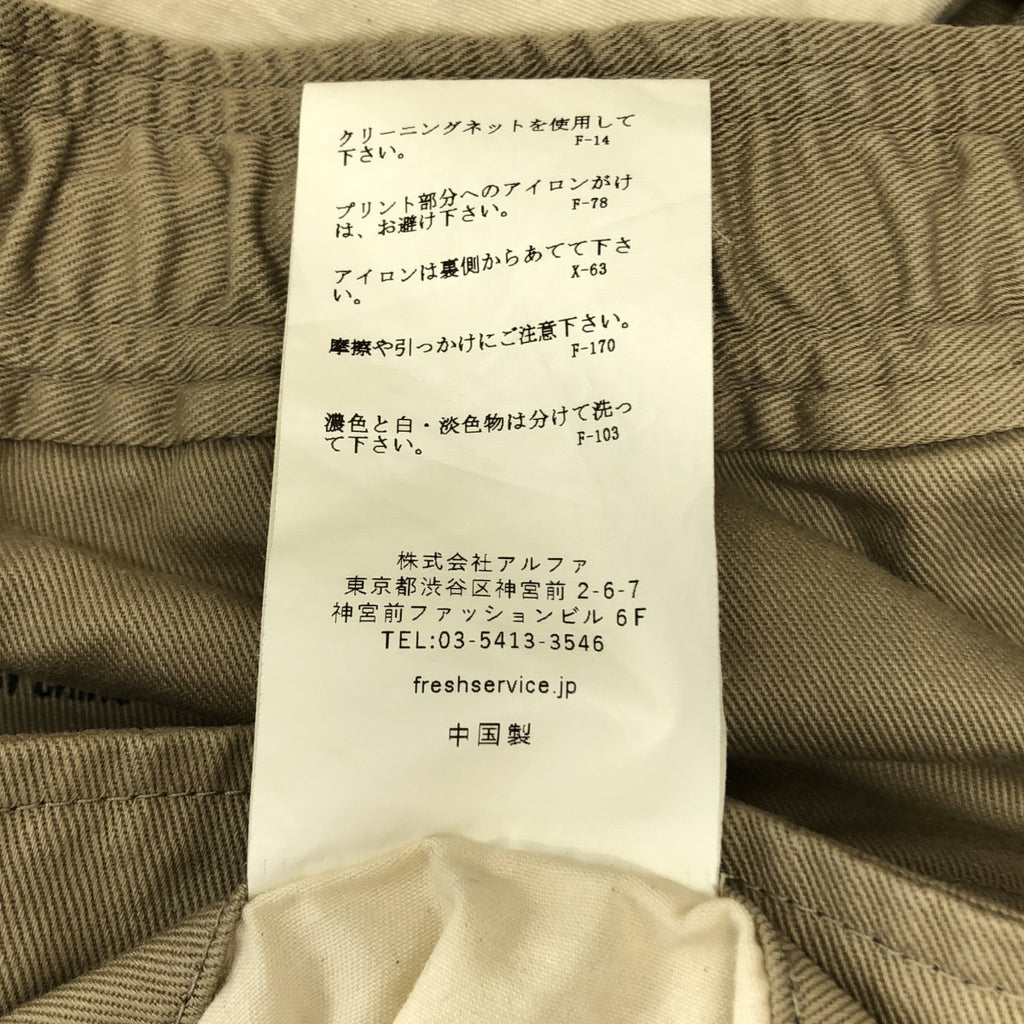 クリーニングネットを使用して
下さい。 F-14
プリント部分へのアイロンがけ
は、お避け下さい。 F-78
アイロンは裏側からあてて下さ
い。 X-63
摩擦や引っかけにご注意下さい。
F-170
濃色と白・淡色物は分けて洗っ
て下さい。 F-103
株式会社アルファ
東京都渋谷区神宮前 2-6-7
神宮前ファッションビル 6F
TEL:03-5413-3546
freshservice.jp
中国製